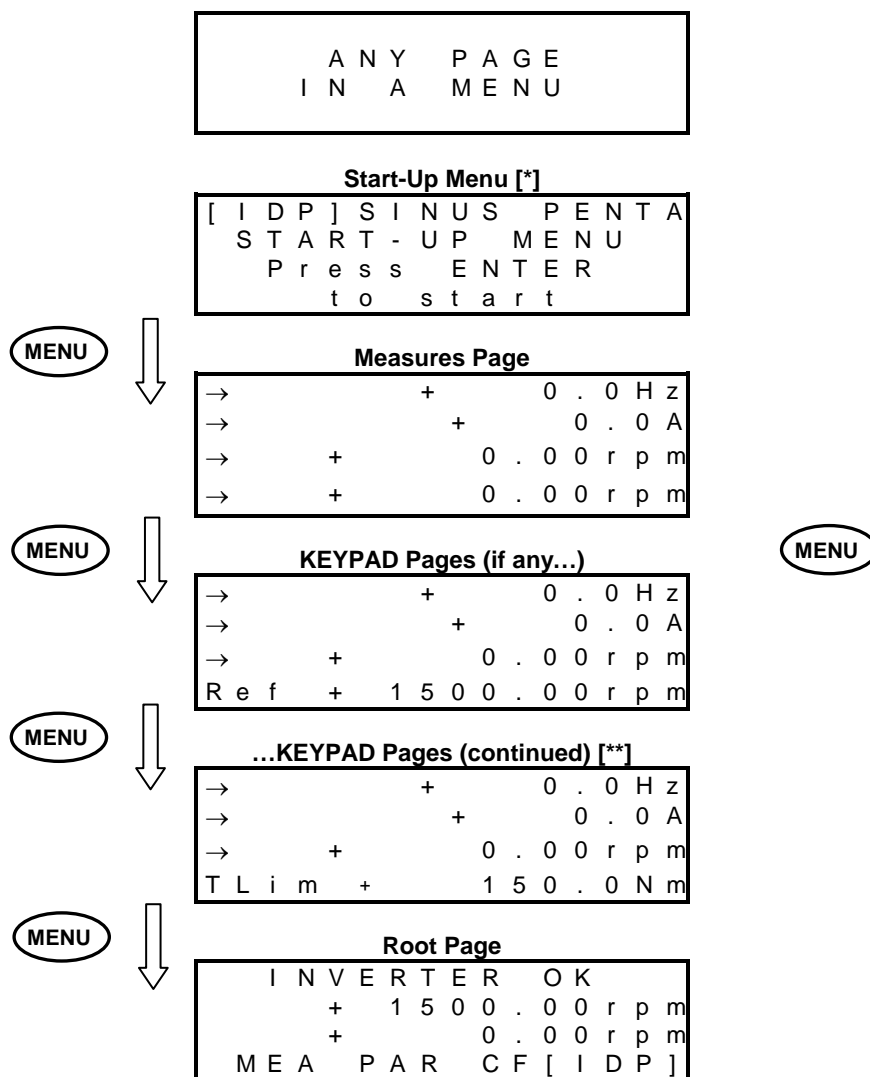 ANY PAGE
IN A MENU
Start-Up Menu [*]
[IDP]SINUS PENTA
START-UP MENU
Press ENTER
to start
MENU
Measures Page
→ + 0.0Hz
→ + 0.0A
→ + 0.00rpm
→ + 0.00rpm
MENU
KEYPAD Pages (if any…)
MENU
→ + 0.0Hz
→ + 0.0A
→ + 0.00rpm
Ref + 1500.00rpm
MENU
…KEYPAD Pages (continued) [**]
→ + 0.0Hz
→ + 0.0A
→ + 0.00rpm
TLim + 150.0Nm
MENU
Root Page
INVERTER OK
+ 1500.00rpm
+ 0.00rpm
MEA PAR CF[IDP]